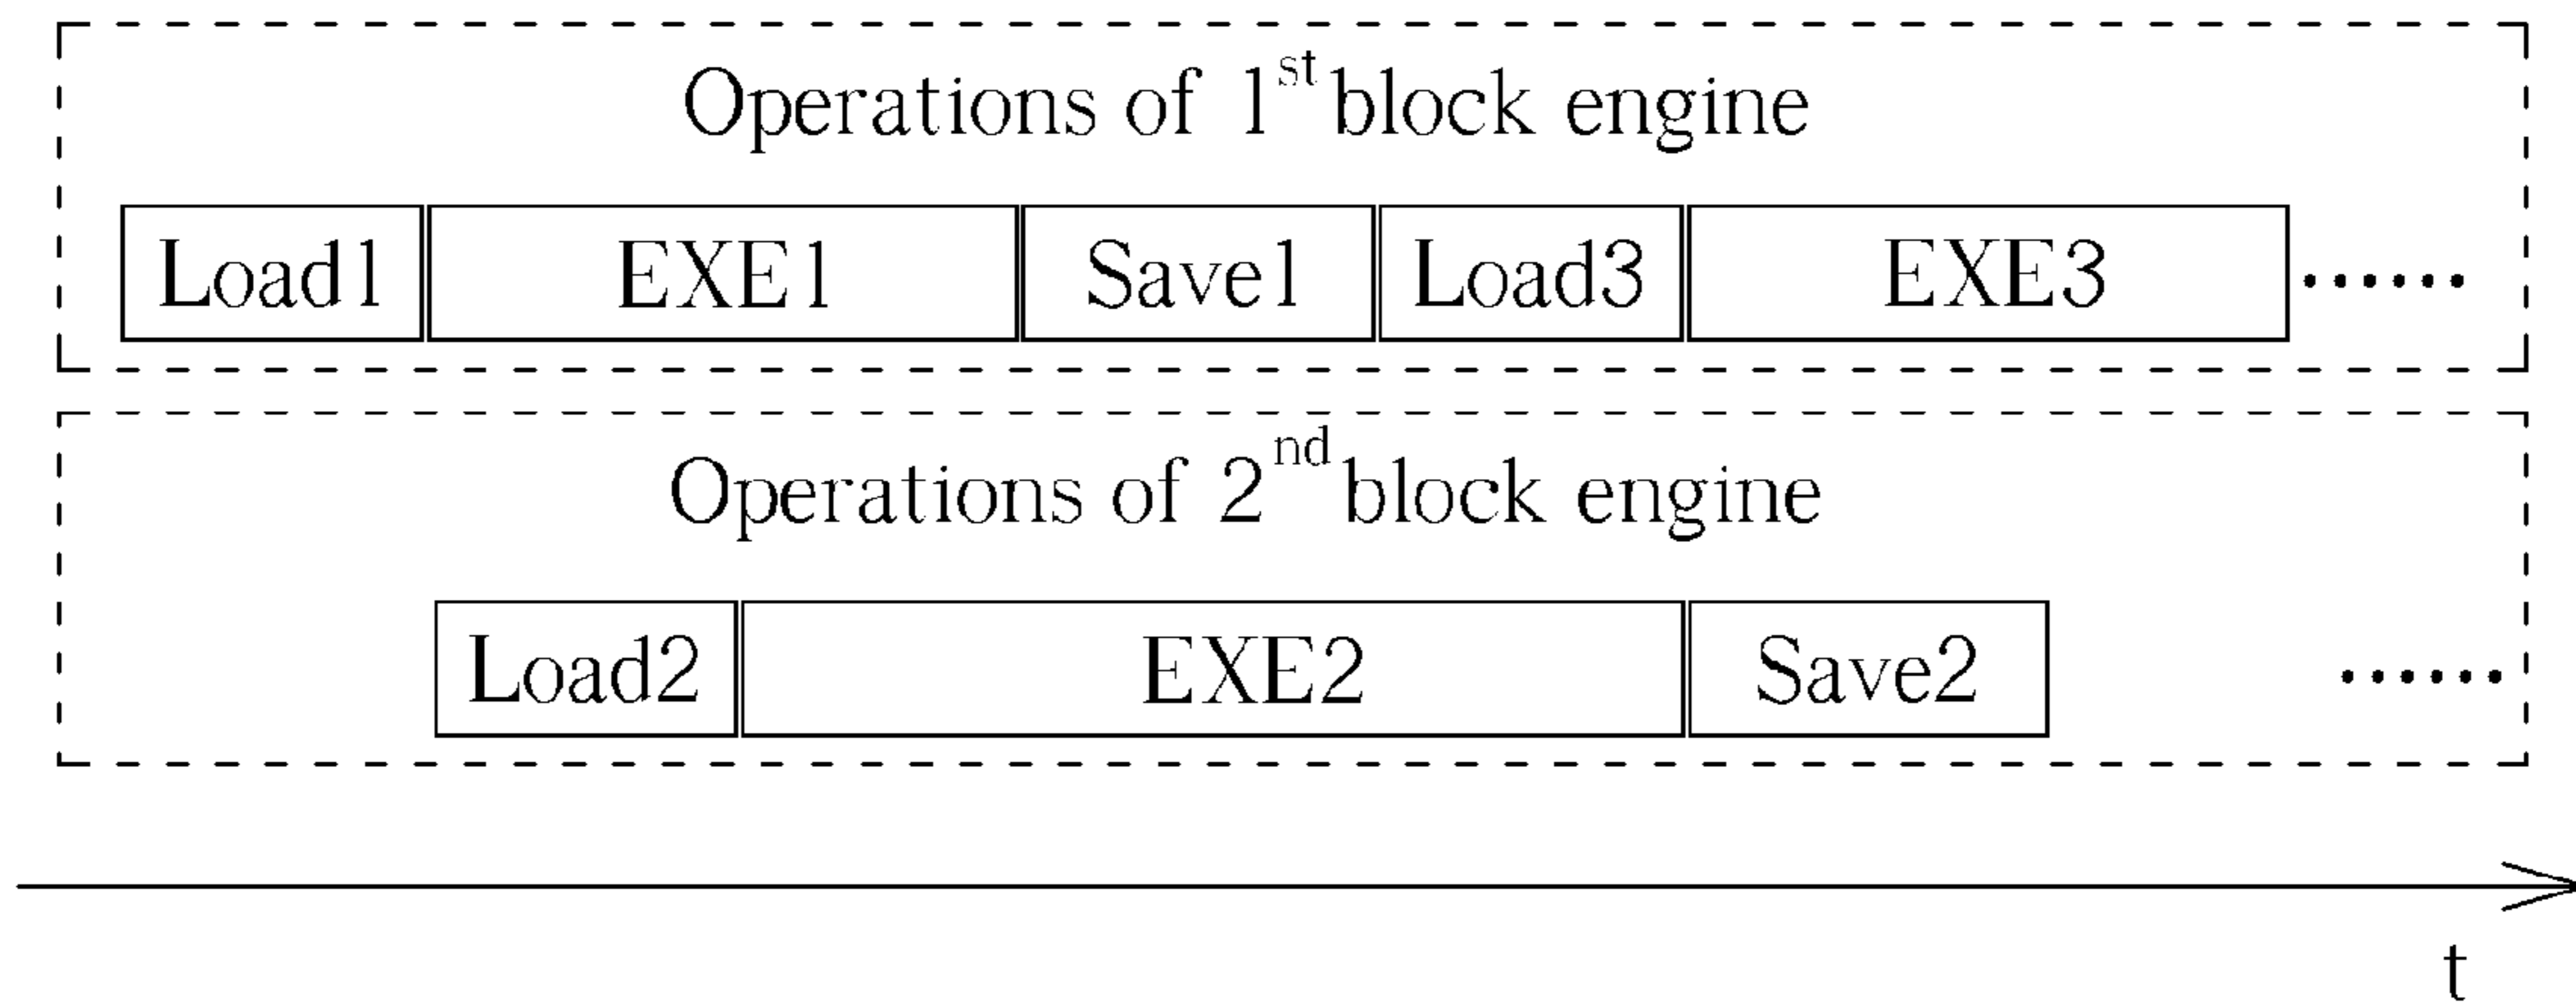 Operations of 1st block engine
Load1 EXE1 Save1 Load3 EXE3 ......
Operations of 2nd block engine
Load2 EXE2 Save2 ......
t